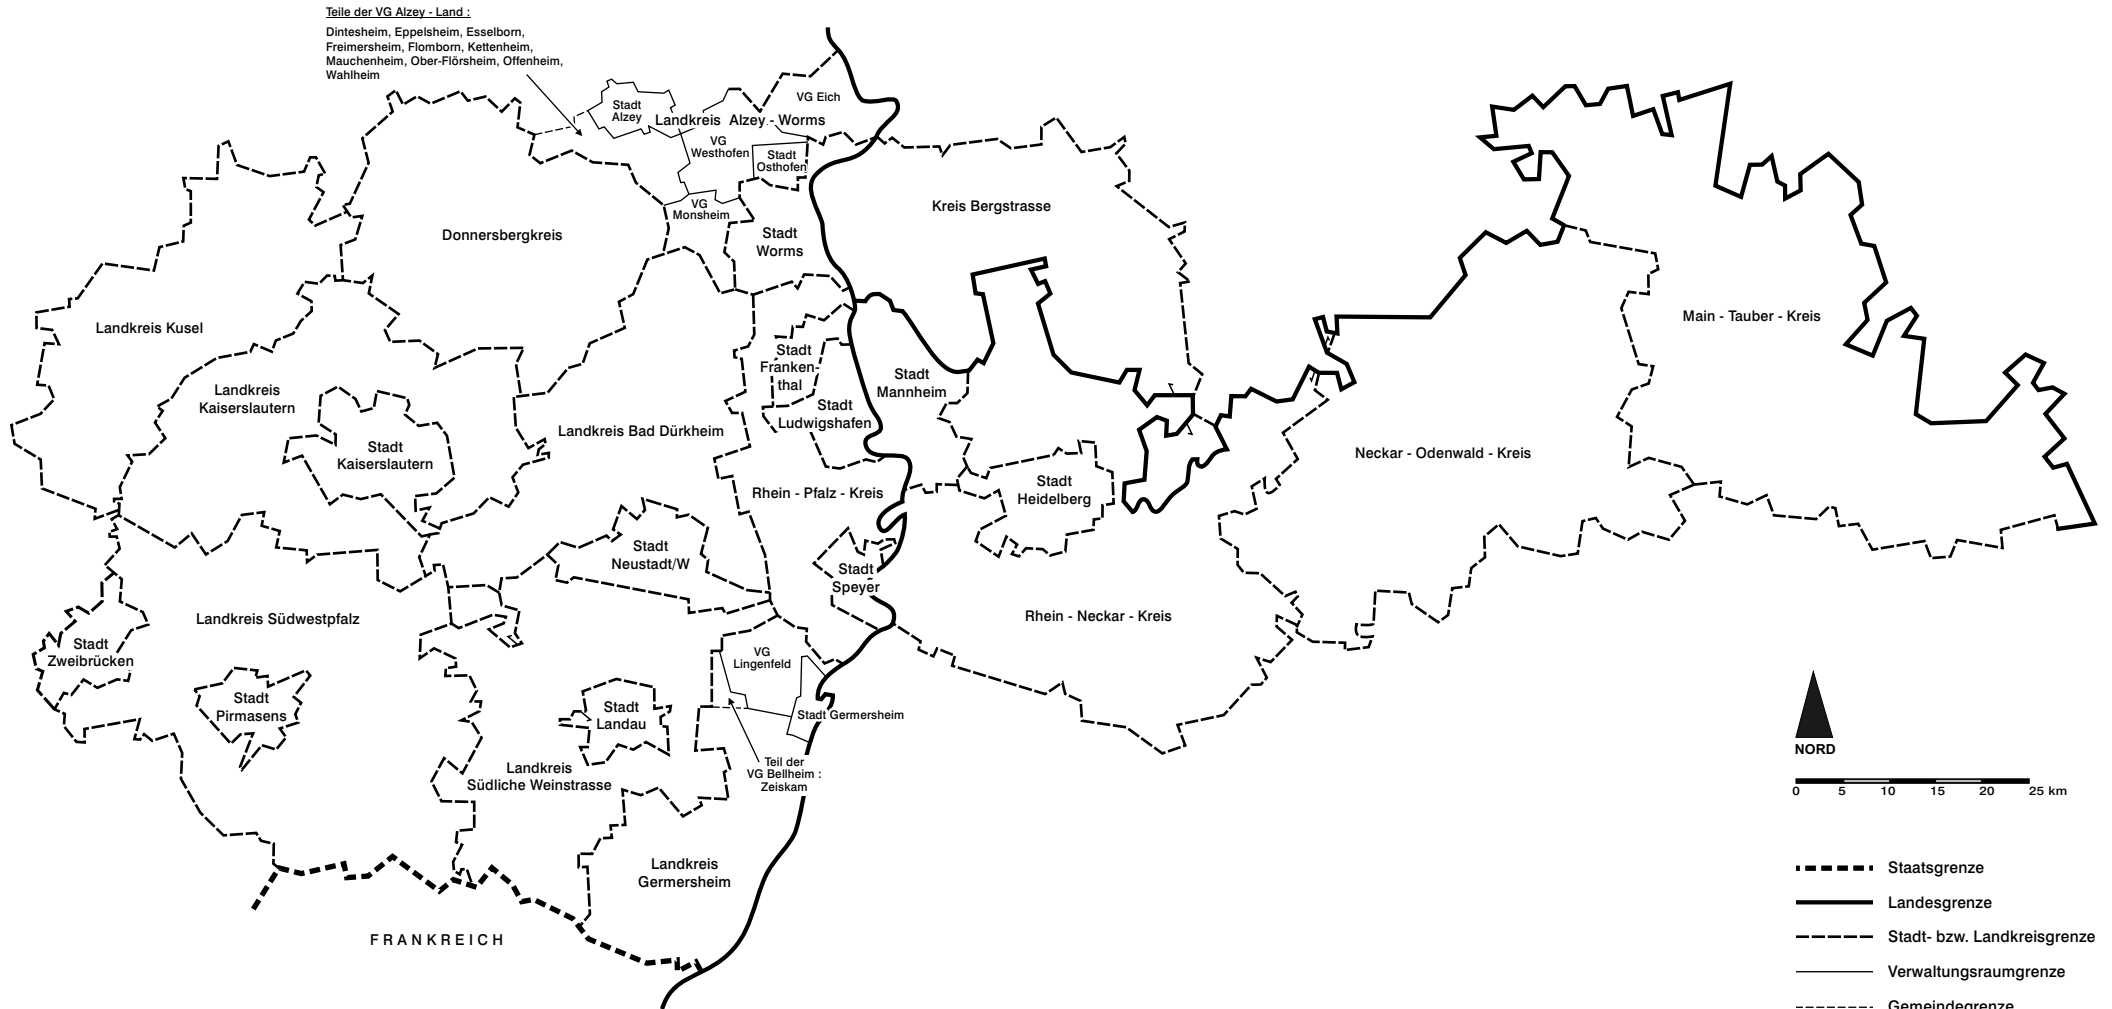 Teile der VG Alzey - Land :
Dintesheim, Eppelsheim, Esselborn,
Freimersheim, Flomborn, Kettenheim,
Mauchenheim, Ober-Flörsheim, Offenheim,
Wahlheim
Stadt
Alzey
VG Eich
Landkreis Alzey - Worms
VG
Westhofen
Stadt
Osthofen
VG
Monsheim
Stadt
Worms
Kreis Bergstrasse
Donnersbergkreis
Landkreis Kusel
Main - Tauber - Kreis
Landkreis
Kaiserslautern
Stadt
Franken-
thal
Stadt
Mannheim
Stadt
Ludwigshafen
Landkreis Bad Dürkheim
Stadt
Kaiserslautern
Neckar - Odenwald - Kreis
Rhein - Pfalz - Kreis
Stadt
Heidelberg
Stadt
Neustadt/W
Stadt
Speyer
Landkreis Südwestpfalz
Rhein - Neckar - Kreis
Stadt
Zweibrücken
VG
Lingenfeld
Stadt
Pirmasens
Stadt
Landau
Stadt Germersheim
Landkreis
Südliche Weinstrasse
Teil der
VG Bellheim :
Zeiskam
Landkreis
Germersheim
FRANKREICH
NORD
0 5 10 15 20 25 km
Staatsgrenze
Landesgrenze
Stadt- bzw. Landkreisgrenze
Verwaltungsraumgrenze
Gemeindegrenze